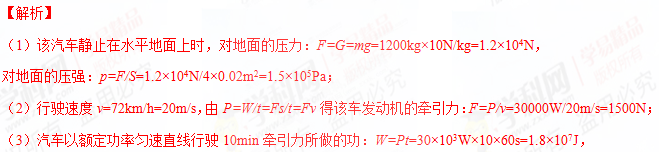 【解析】
（1）该汽车静止在水平地面上时，对地面的压力：F=G=mg=1200kg×10N/kg=1.2×10⁴N，
对地面的压强：p=F/S=1.2×10⁴N/4×0.02m²=1.5×10⁵Pa；
（2）行驶速度 v=72km/h=20m/s，由 P=W/t=Fs/t=Fv 得该车发动机的牵引力：F=P/v=30000W/20m/s=1500N；
（3）汽车以额定功率匀速直线行驶 10min 牵引力所做的功：W=Pt=30×10³W×10×60s=1.8×10⁷J，